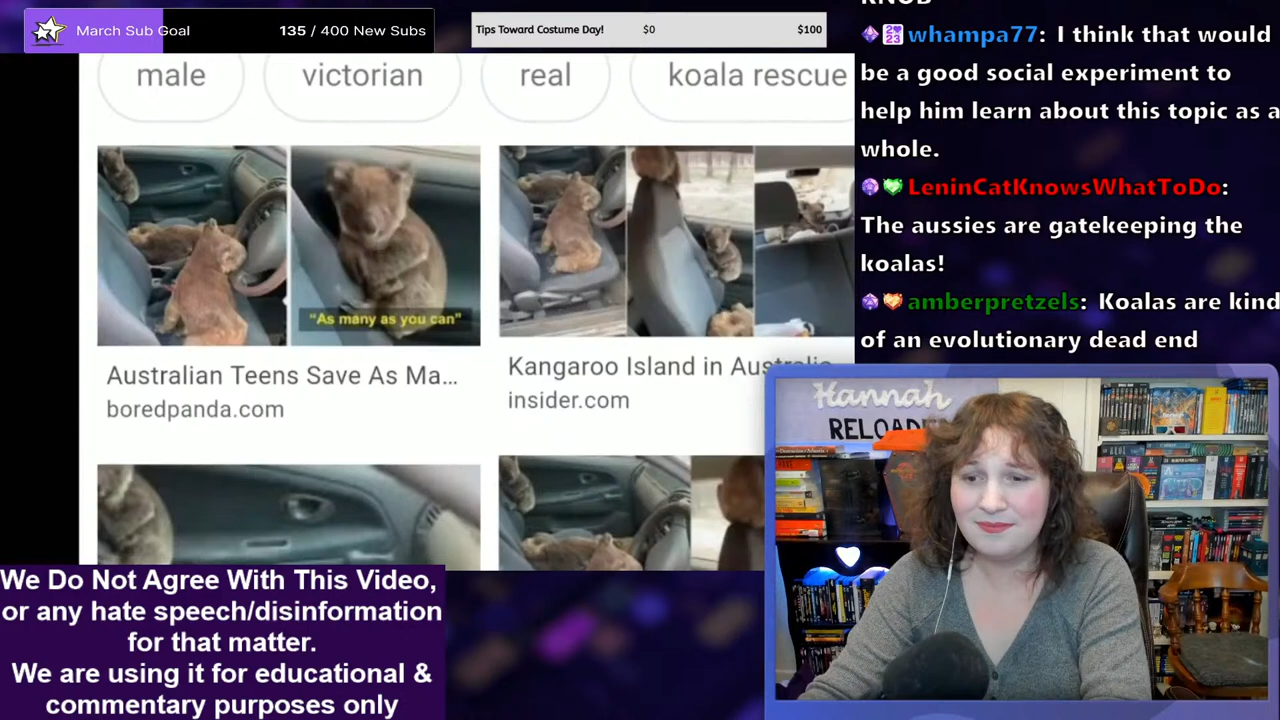 March Sub Goal
135 / 400 New Subs
Tips Toward Costume Day!
$0
$100
male
victorian
real
koala rescue
"As many as you can"
Australian Teens Save As Ma...
boredpanda.com
Kangaroo Island in Australia
insider.com
We Do Not Agree With This Video,
or any hate speech/disinformation
for that matter.
We are using it for educational &
commentary purposes only
KNOB
whampa77: I think that would
be a good social experiment to
help him learn about this topic as a
whole.
LeninCatKnowsWhatToDo:
The aussies are gatekeeping the
koalas!
amberpretzels: Koalas are kind
of an evolutionary dead end
Hannah
RELOADED